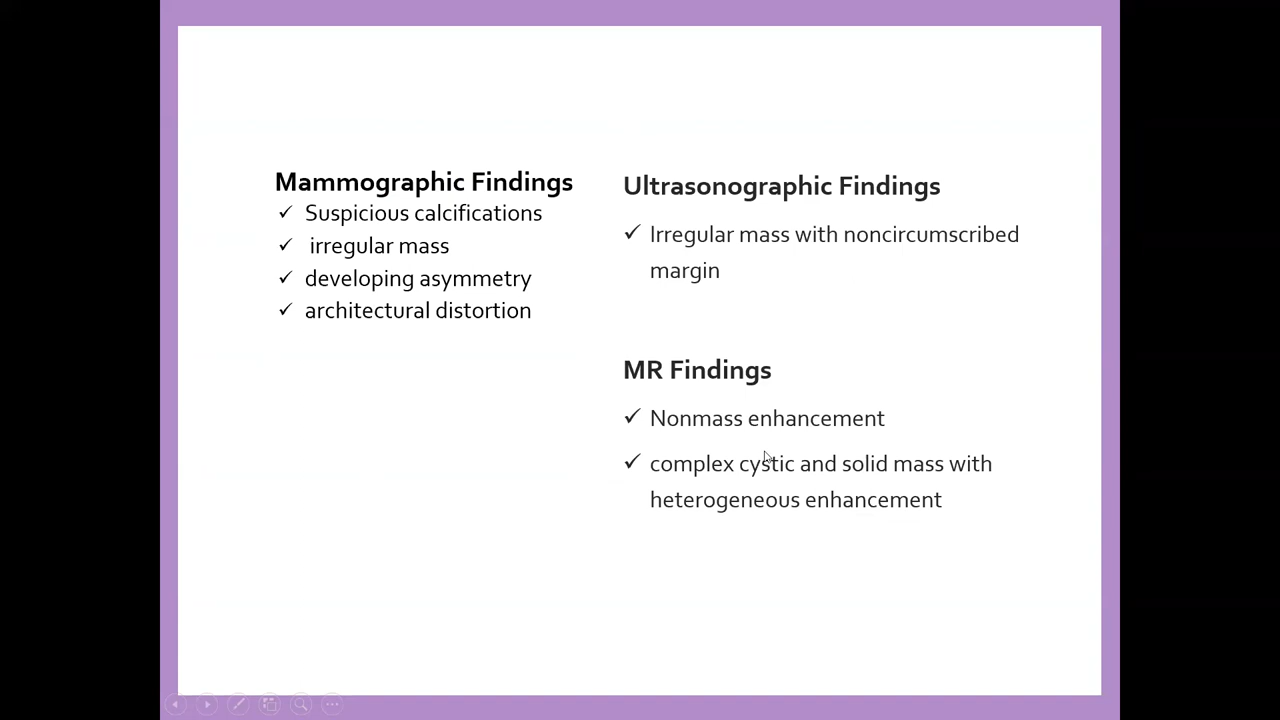 Mammographic Findings
✓ Suspicious calcifications
✓ irregular mass
✓ developing asymmetry
✓ architectural distortion
Ultrasonographic Findings
✓ Irregular mass with noncircumscribed
margin
MR Findings
✓ Nonmass enhancement
✓ complex cystic and solid mass with
heterogeneous enhancement